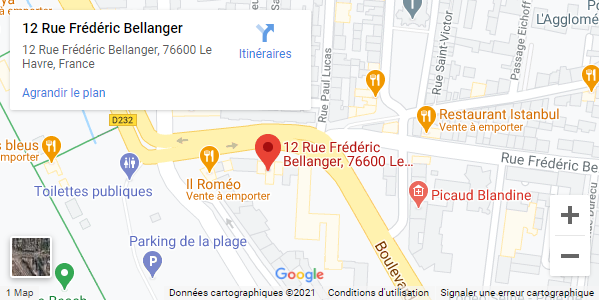 12 Rue Frédéric Bellanger
12 Rue Frédéric Bellanger, 76600 Le
Havre, France
Itinéraires
Agrandir le plan
Rue Paul Lucas
Rue Saint-Victor
Passage Eichoff
L'Agglomé
D232
Restaurant Istanbul
Vente à emporter
s bleus
à emporter
Toilettes publiques
Il Roméo
Vente à emporter
12 Rue Frédéric
Bellanger, 76600 Le...
Rue Frédéric Bellan
Picaud Blandine
Parking de la plage
P
Boulevar
Google
P
1 Map
Données cartographiques ©2021
Conditions d'utilisation
Signaler une erreur cartographique